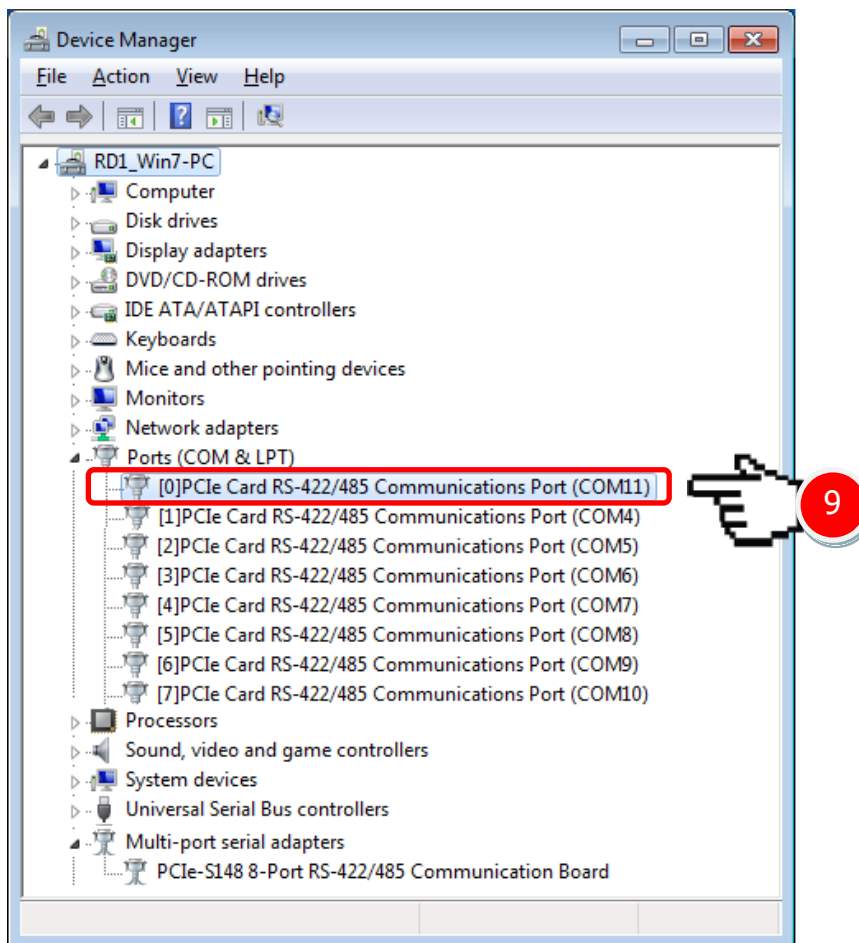 Device Manager
File Action View Help
RD1_Win7-PC
Computer
Disk drives
Display adapters
DVD/CD-ROM drives
IDE ATA/ATAPI controllers
Keyboards
Mice and other pointing devices
Monitors
Network adapters
Ports (COM & LPT)
[0]PCIe Card RS-422/485 Communications Port (COM11)
9
[1]PCIe Card RS-422/485 Communications Port (COM4)
[2]PCIe Card RS-422/485 Communications Port (COM5)
[3]PCIe Card RS-422/485 Communications Port (COM6)
[4]PCIe Card RS-422/485 Communications Port (COM7)
[5]PCIe Card RS-422/485 Communications Port (COM8)
[6]PCIe Card RS-422/485 Communications Port (COM9)
[7]PCIe Card RS-422/485 Communications Port (COM10)
Processors
Sound, video and game controllers
System devices
Universal Serial Bus controllers
Multi-port serial adapters
PCIe-S148 8-Port RS-422/485 Communication Board